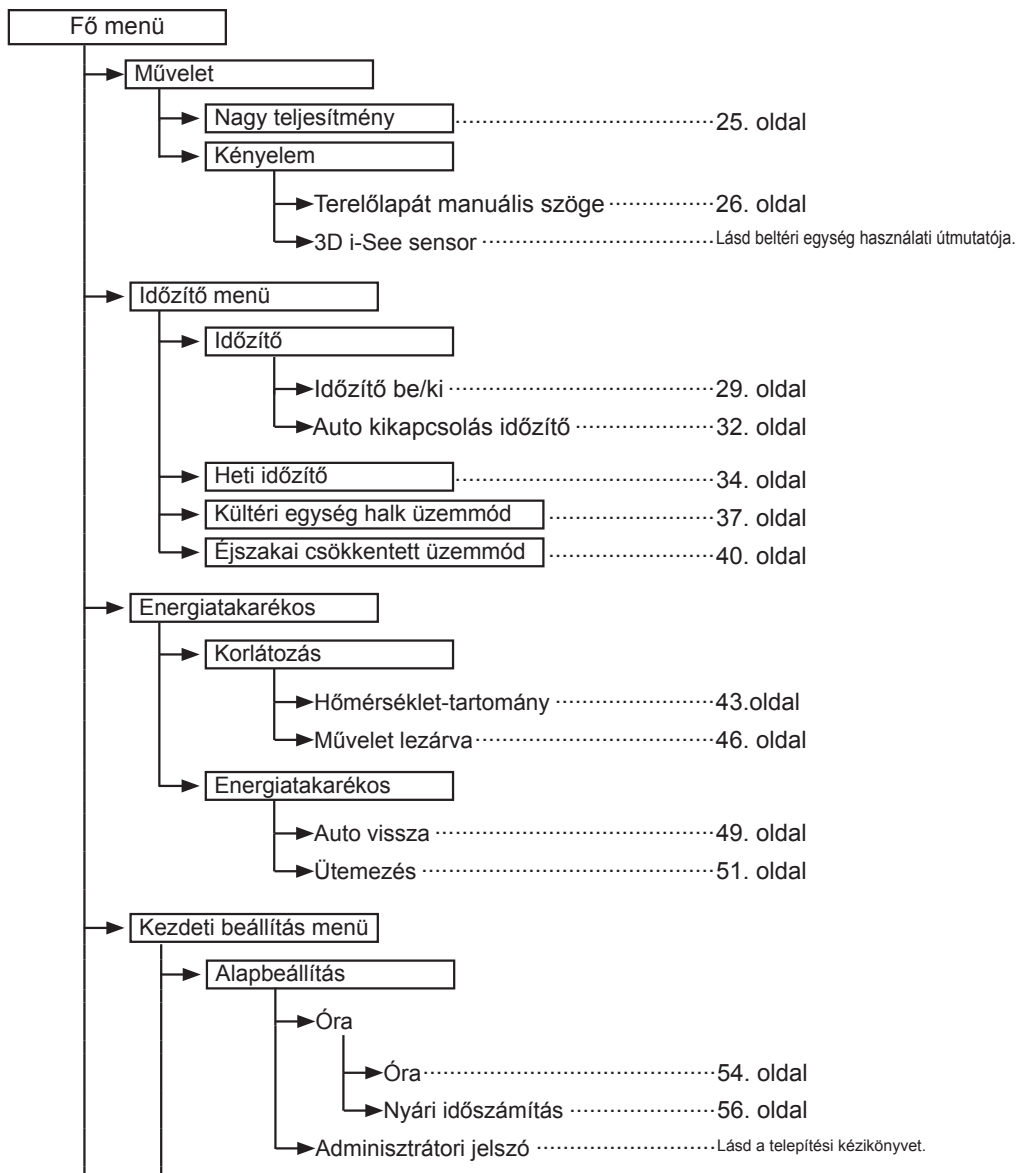 Fő menü
Művelet
Nagy teljesítmény 25. oldal
Kényelem
Terelőlapát manuális szöge 26. oldal
3D i-See sensor Lásd beltéri egység használati útmutatója.
Időzítő menü
Időzítő
Időzítő be/ki 29. oldal
Auto kikapcsolás időzítő 32. oldal
Heti időzítő 34. oldal
Kültéri egység halk üzemmód 37. oldal
Éjszakai csökkentett üzemmód 40. oldal
Energiatakarékos
Korlátozás
Hőmérséklet-tartomány 43.oldal
Művelet lezárva 46. oldal
Energiatakarékos
Auto vissza 49. oldal
Ütemezés 51. oldal
Kezdeti beállítás menü
Alapbeállítás
Óra
Óra 54. oldal
Nyári időszámítás 56. oldal
Adminisztrátori jelszó Lásd a telepítési kézikönyvet.